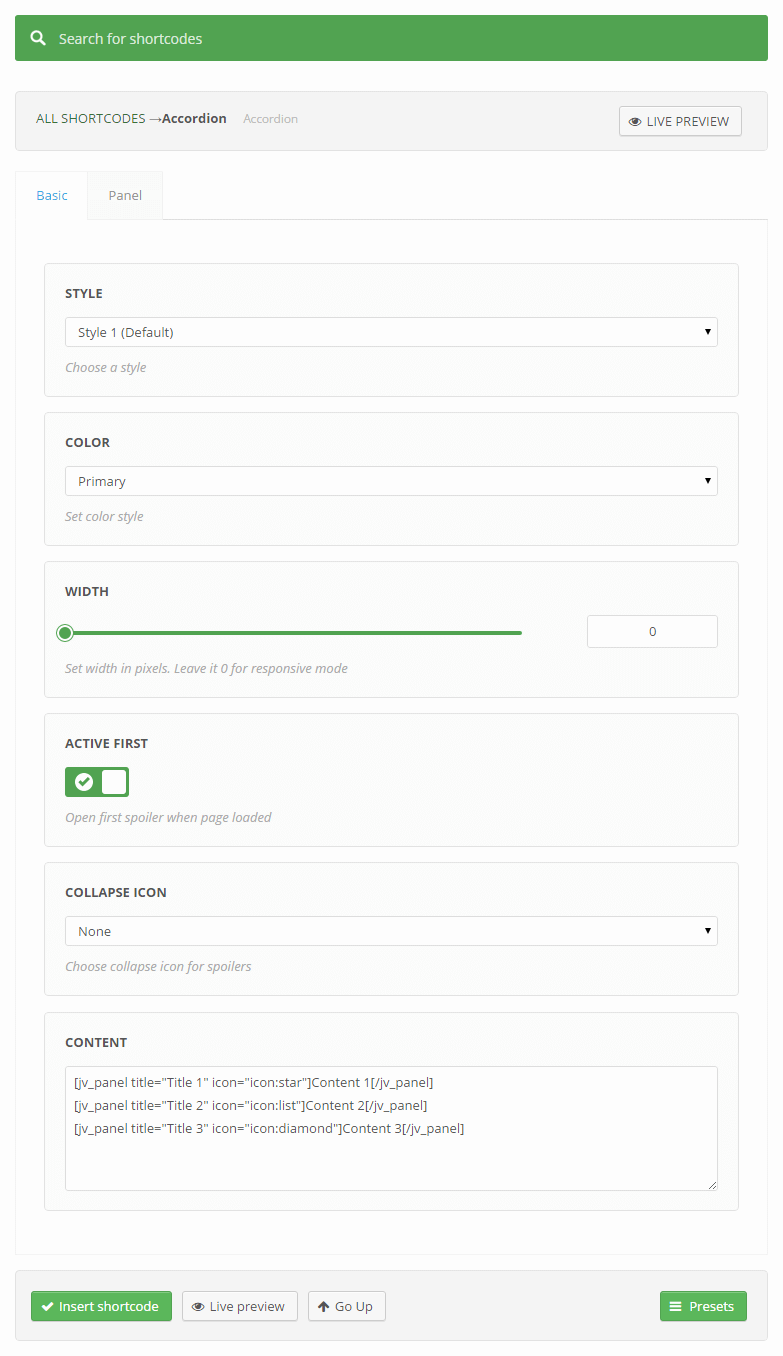 Search for shortcodes
ALL SHORTCODES →Accordion Accordion LIVE PREVIEW
Basic Panel
STYLE
Style 1 (Default)
Choose a style
COLOR
Primary
Set color style
WIDTH
0
Set width in pixels. Leave it 0 for responsive mode
ACTIVE FIRST
Open first spoiler when page loaded
COLLAPSE ICON
None
Choose collapse icon for spoilers
CONTENT
[jv_panel title="Title 1" icon="icon:star"]Content 1[/jv_panel]
[jv_panel title="Title 2" icon="icon:list"]Content 2[/jv_panel]
[jv_panel title="Title 3" icon="icon:diamond"]Content 3[/jv_panel]
Insert shortcode Live preview Go Up Presets